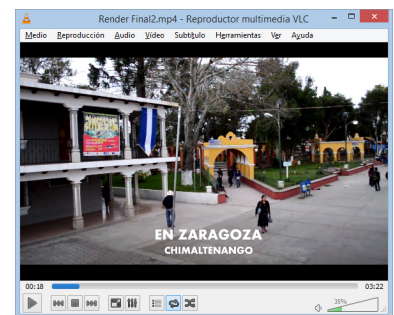 Render Final2.mp4 - Reproductor multimedia VLC
Medio Reproducción Audio Vídeo Subtítulo Herramientas Ver Ayuda
EN ZARAGOZA
CHIMALTENANGO
00:18 03:22
35%